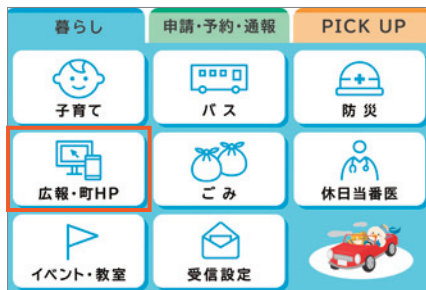 暮らし
申請・予約・通報
PICK UP
子育て
バス
防災
広報・町HP
ごみ
休日当番医
イベント・教室
受信設定